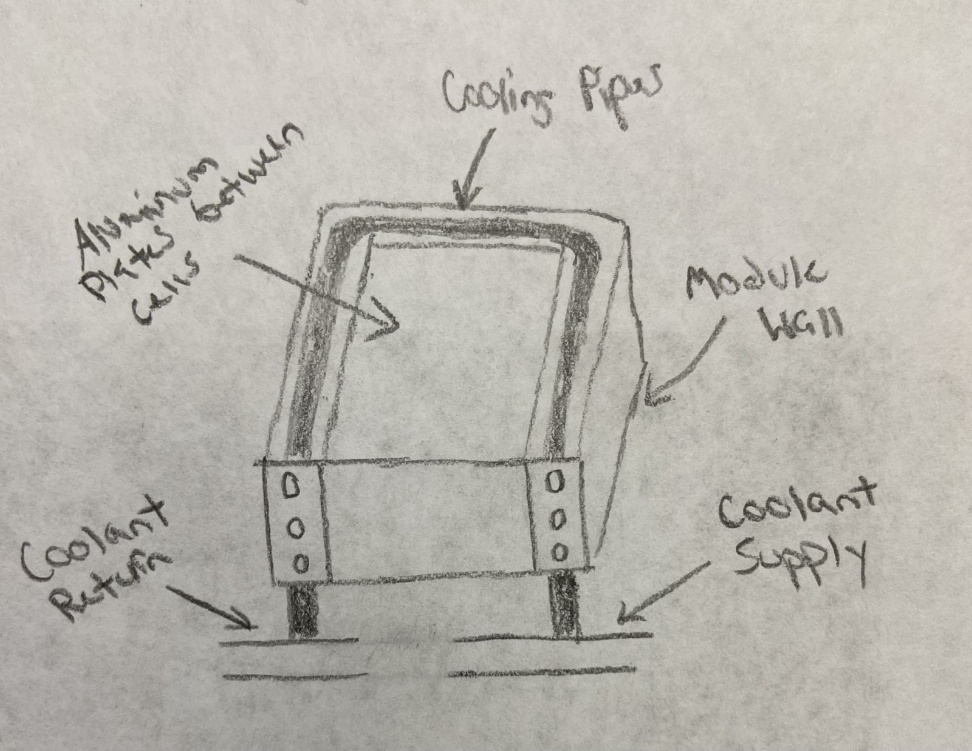 Cooling Pipes
Aluminum
Plates between
cells
Module
Wall
Coolant
Supply
Coolant
Return